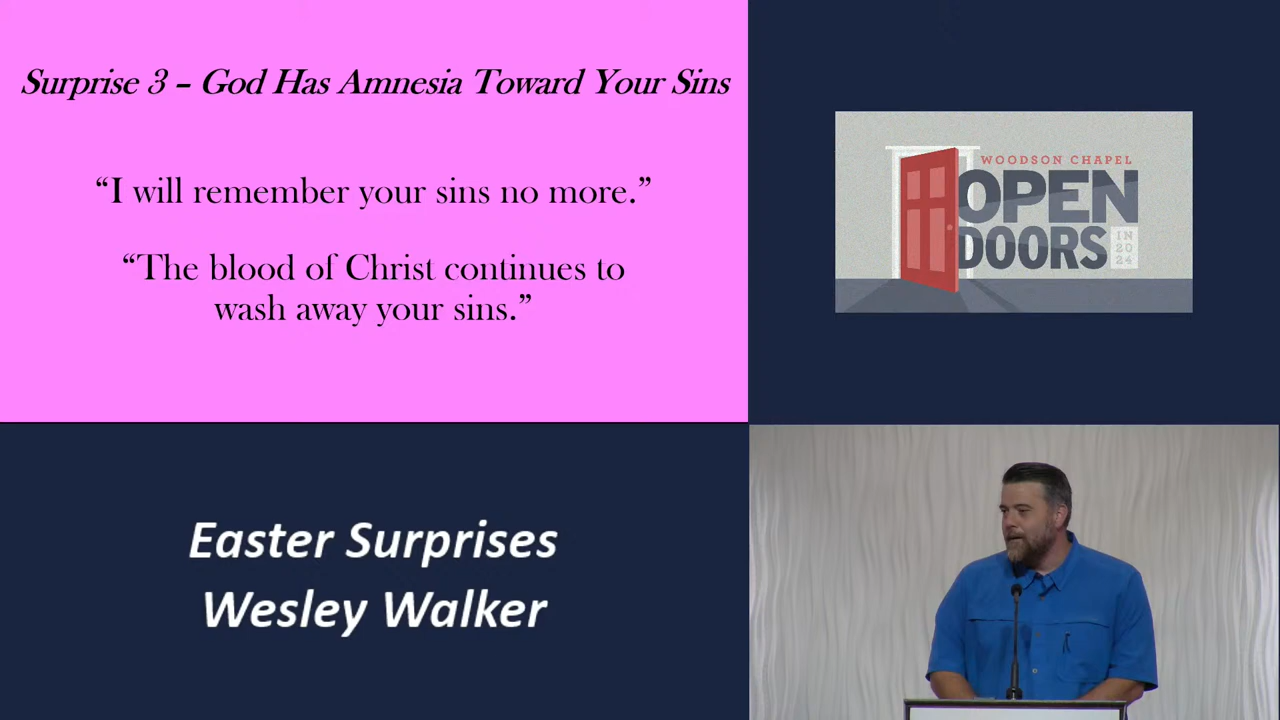 Surprise 3 – God Has Amnesia Toward Your Sins
“I will remember your sins no more.”
“The blood of Christ continues to
wash away your sins.”
WOODSON CHAPEL
OPEN
DOORS
IN
20
24
Easter Surprises
Wesley Walker